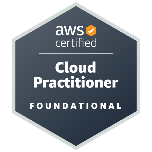 aws
certified
Cloud
Practitioner
FOUNDATIONAL